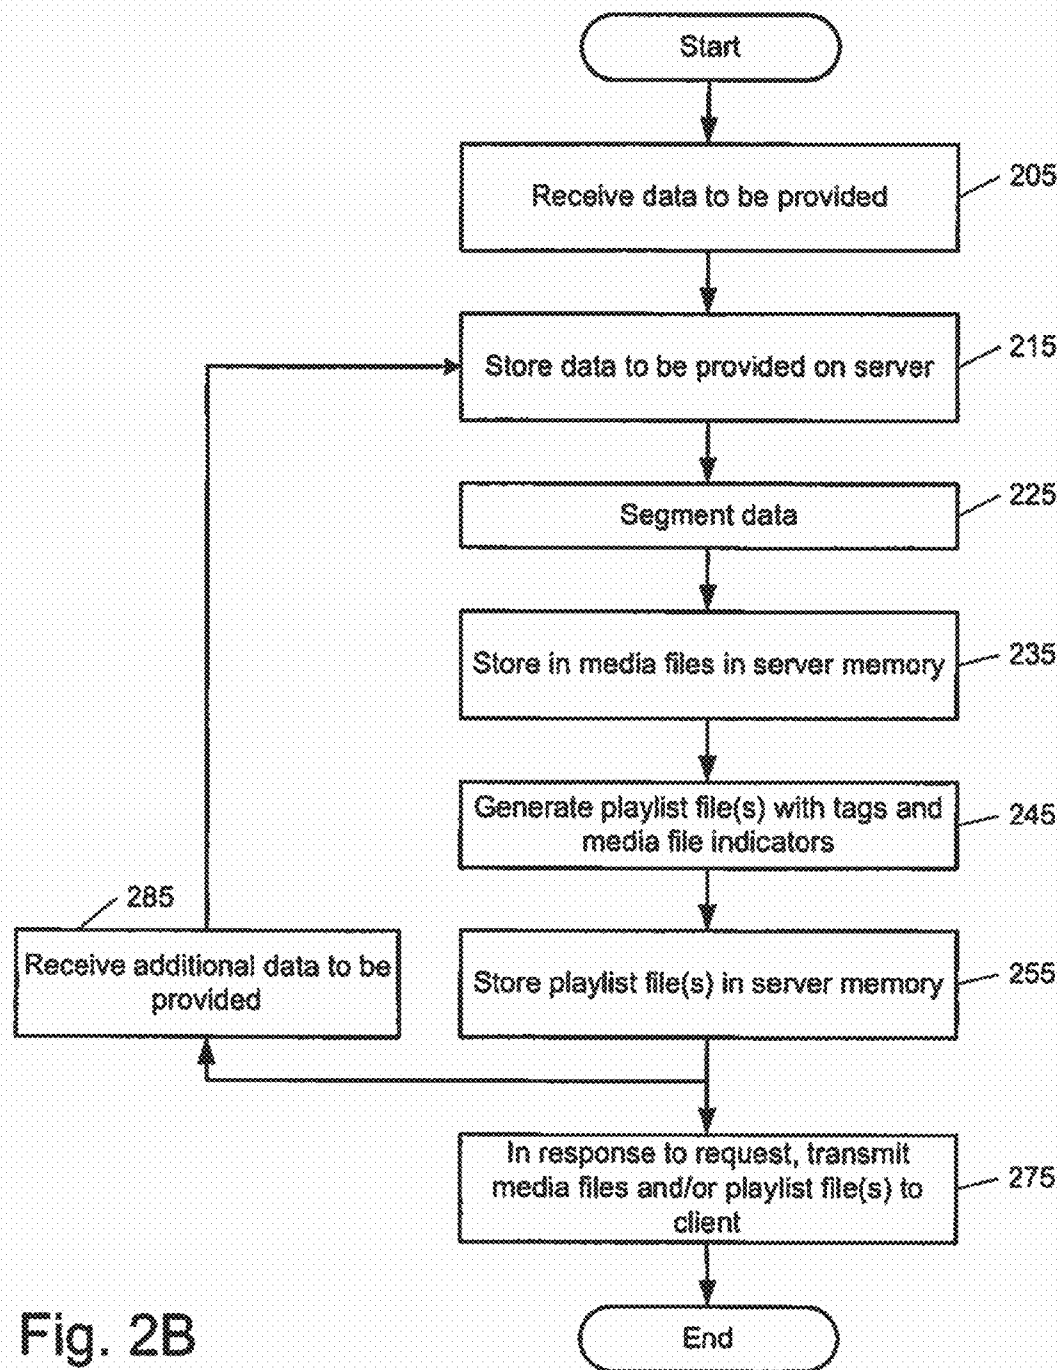 Start
Receive data to be provided
205
Store data to be provided on server
215
Segment data
225
Store in media files in server memory
235
Generate playlist file(s) with tags and
media file indicators
245
285
Receive additional data to be
provided
Store playlist file(s) in server memory
255
In response to request, transmit
media files and/or playlist file(s) to
client
275
End
Fig. 2B